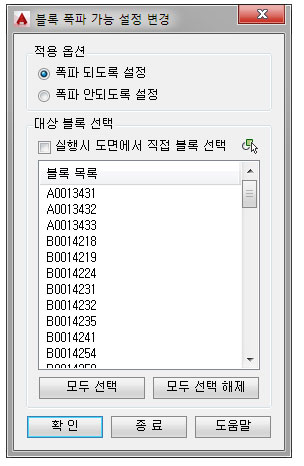 블록 폭파 가능 설정 변경
적용 옵션
폭파 되도록 설정
폭파 안되도록 설정
대상 블록 선택
실행시 도면에서 직접 블록 선택
블록 목록
A0013431
A0013432
A0013433
B0014218
B0014219
B0014224
B0014231
B0014232
B0014235
B0014241
B0014254
모두 선택
모두 선택 해제
확 인
종 료
도움말